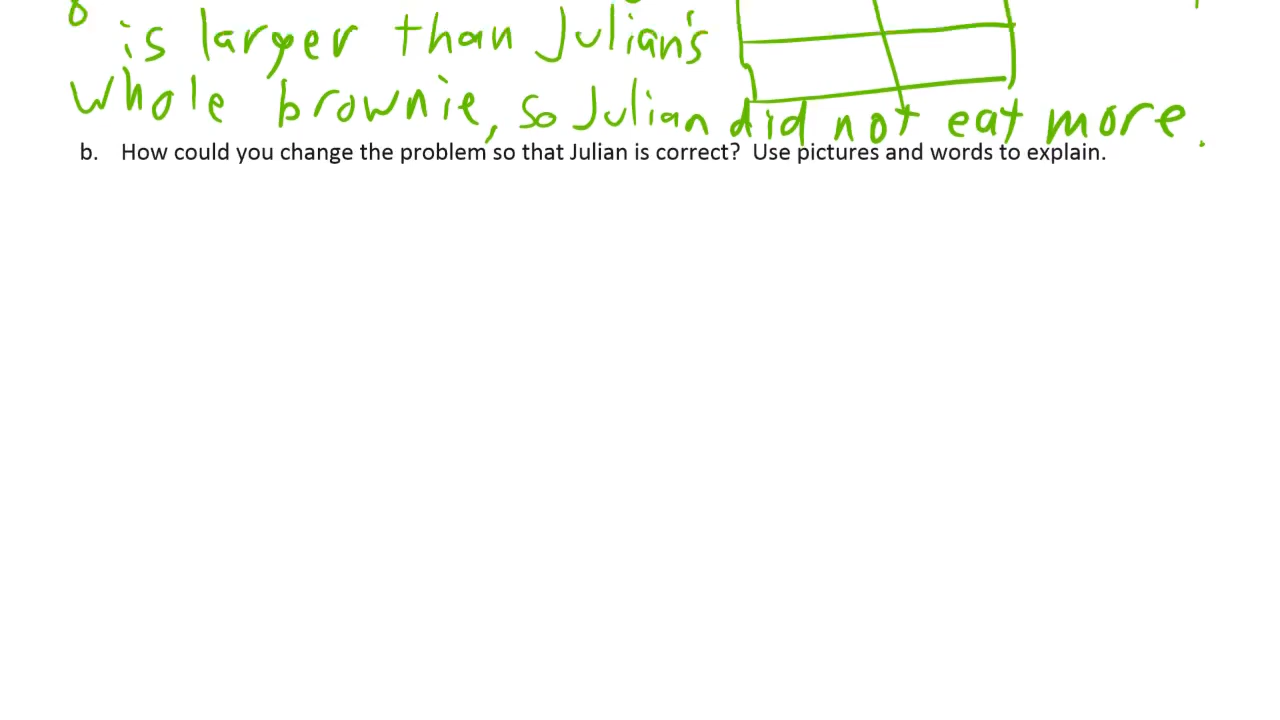 8
is larger than Julian's
whole brownie, so Julian did not eat more.
b. How could you change the problem so that Julian is correct? Use pictures and words to explain.